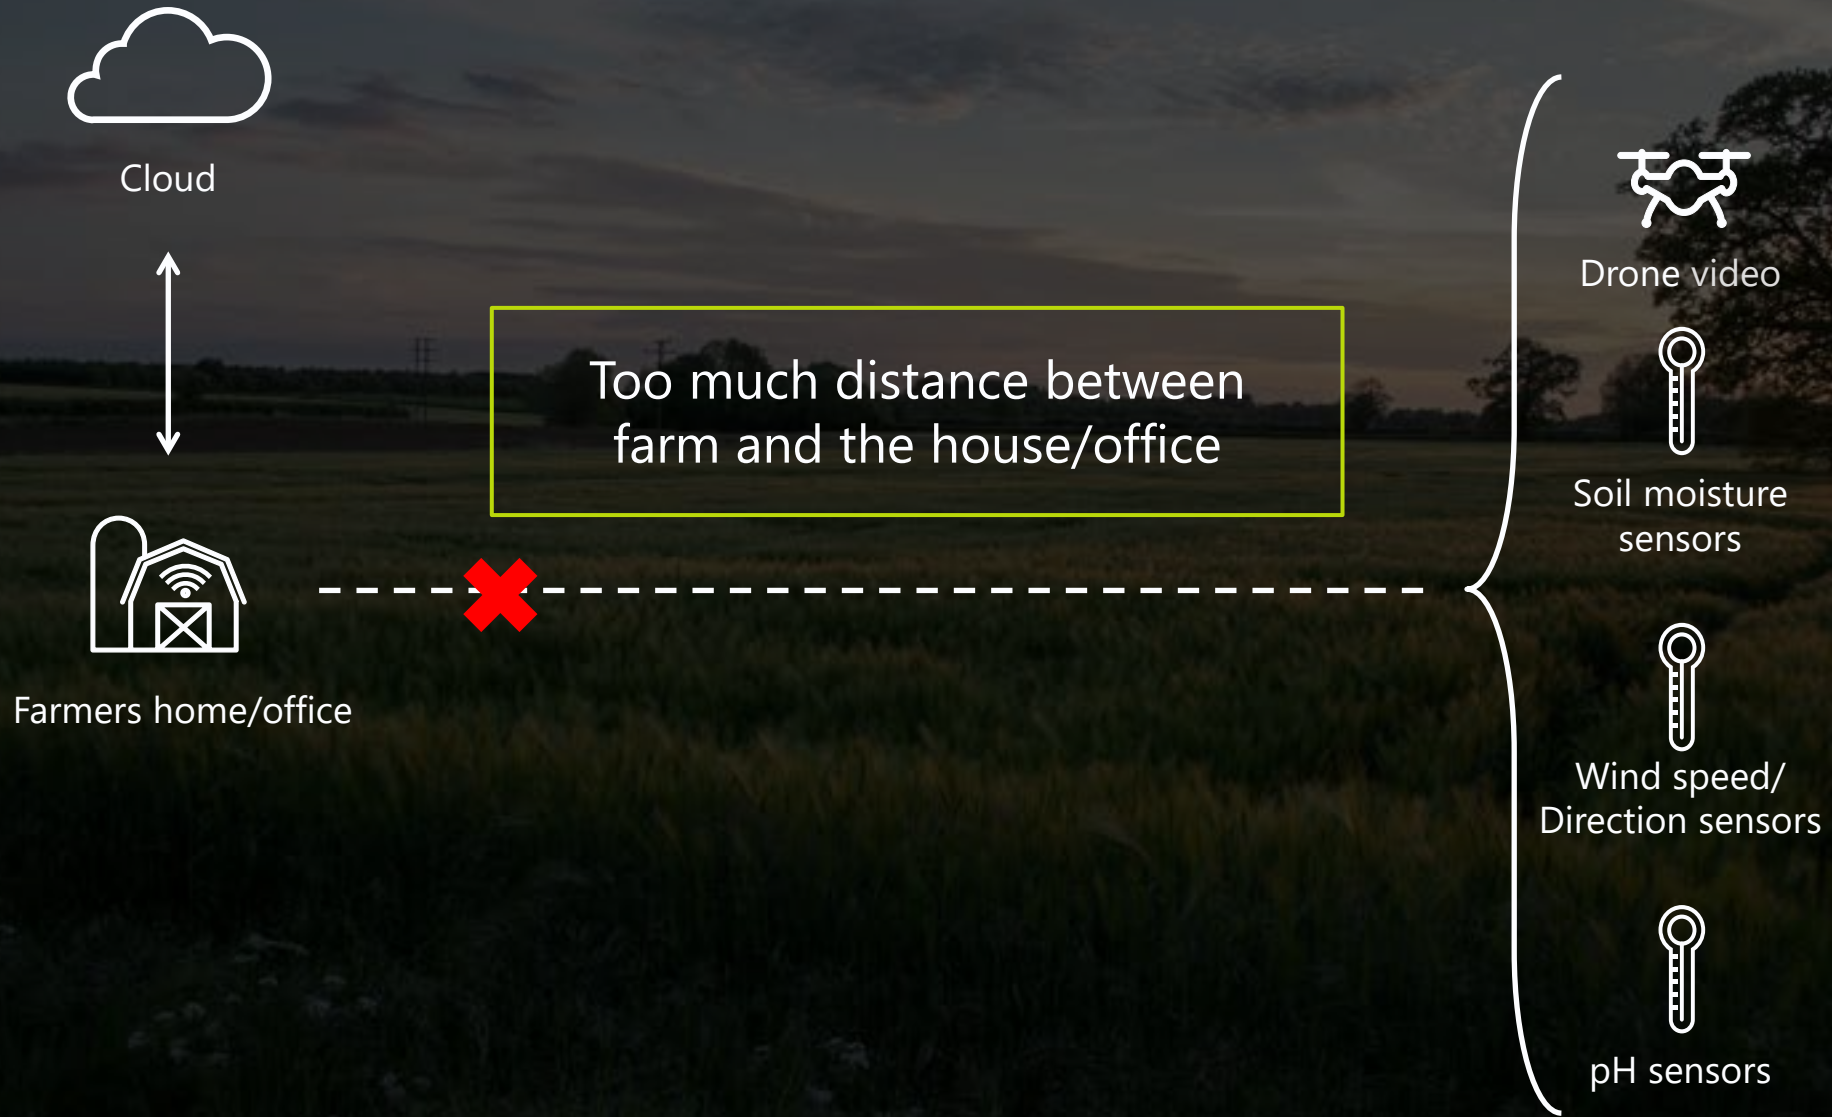 Cloud
Farmers home/office
Too much distance between
farm and the house/office
Drone video
Soil moisture
sensors
Wind speed/
Direction sensors
pH sensors